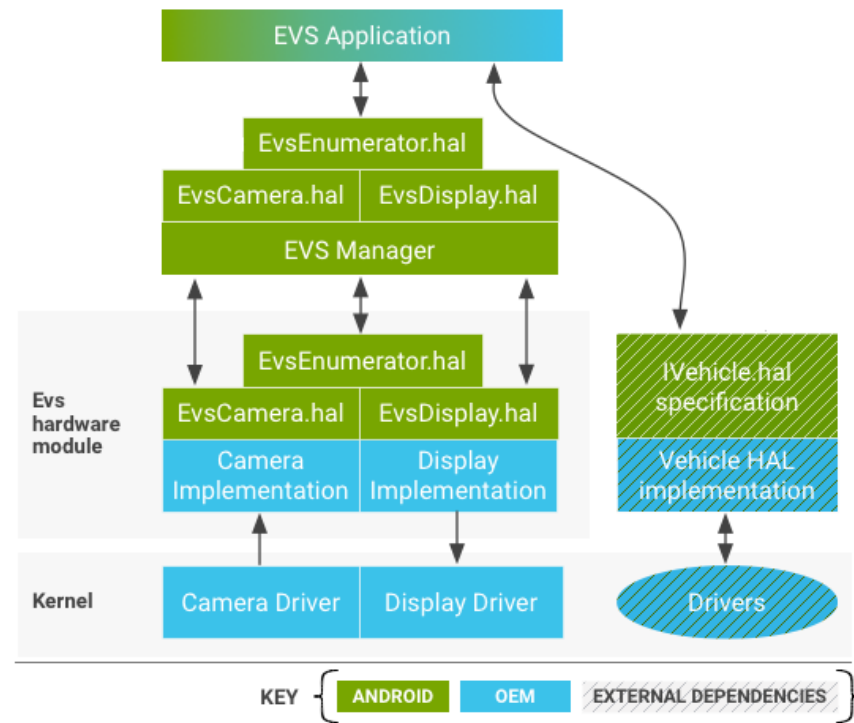 EVS Application
EvsEnumerator.hal
EvsCamera.hal
EvsDisplay.hal
EVS Manager
Evs
hardware
module
EvsEnumerator.hal
EvsCamera.hal
EvsDisplay.hal
Camera
Implementation
Display
Implementation
IVehicle.hal
specification
Vehicle HAL
implementation
Kernel
Camera Driver
Display Driver
Drivers
KEY
ANDROID
OEM
EXTERNAL DEPENDENCIES